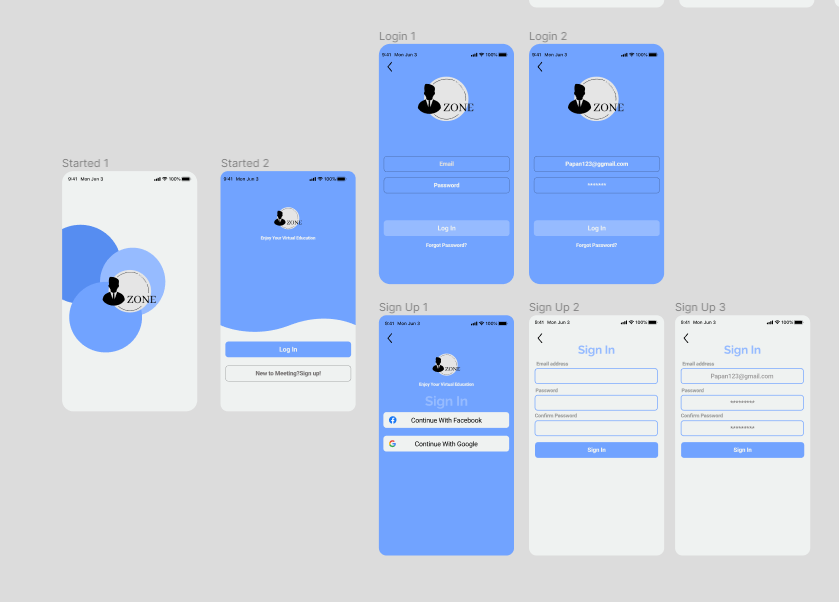 Login 1
Login 2
9:41 Mon Jun 3
100%
ZONE
Email
Password
Log In
Forgot Password?
9:41 Mon Jun 3
100%
ZONE
Papan123@ggmail.com
*******
Log In
Forgot Password?
Started 1
9:41 Mon Jun 3
100%
ZONE
Started 2
9:41 Mon Jun 3
100%
ZONE
Enjoy Your Virtual Education
Log In
New to Meeting?Sign up!
Sign Up 1
9:41 Mon Jun 3
100%
ZONE
Enjoy Your Virtual Education
Sign In
Continue With Facebook
Continue With Google
Sign Up 2
9:41 Mon Jun 3
100%
Sign In
Email address
Password
Confirm Password
Sign In
Sign Up 3
9:41 Mon Jun 3
100%
Sign In
Email address
Papan123@gmail.com
Password
*********
Confirm Password
*********
Sign In